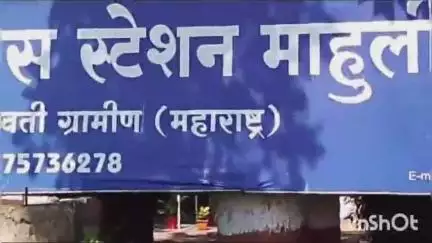 स स्टेशन माहुली
वती ग्रामीण (महाराष्ट्र)
75736278
E-m
InShOt